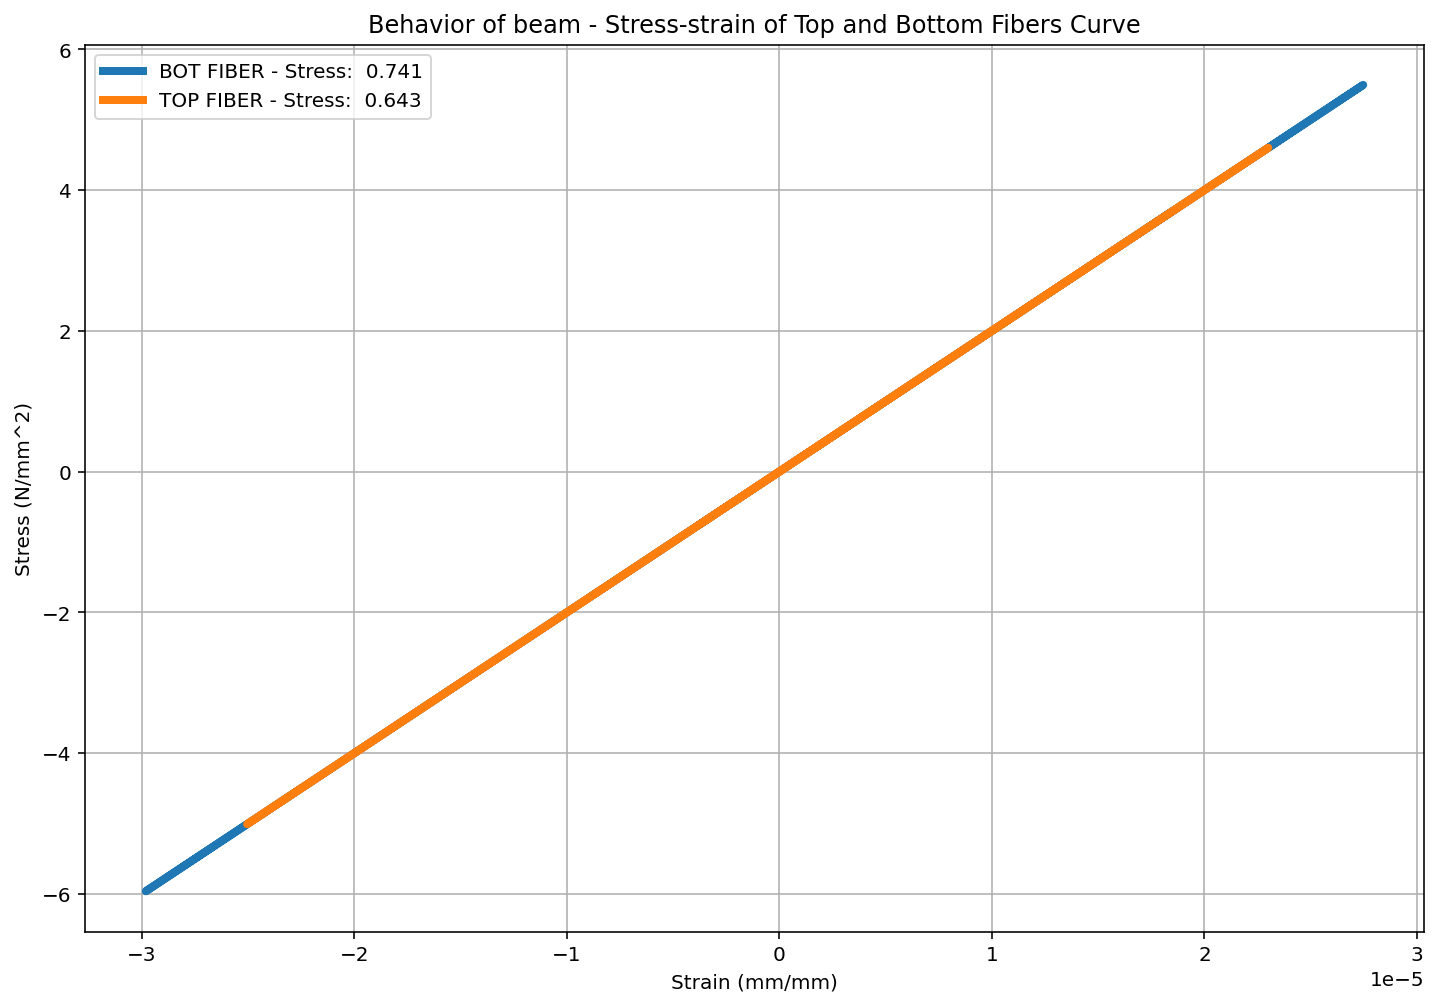 Behavior of beam - Stress-strain of Top and Bottom Fibers Curve
BOT FIBER - Stress:  0.741
TOP FIBER - Stress:  0.643
6
4
2
0
−2
−4
−6
Stress (N/mm^2)
−3
−2
−1
0
1
2
3
1e−5
Strain (mm/mm)